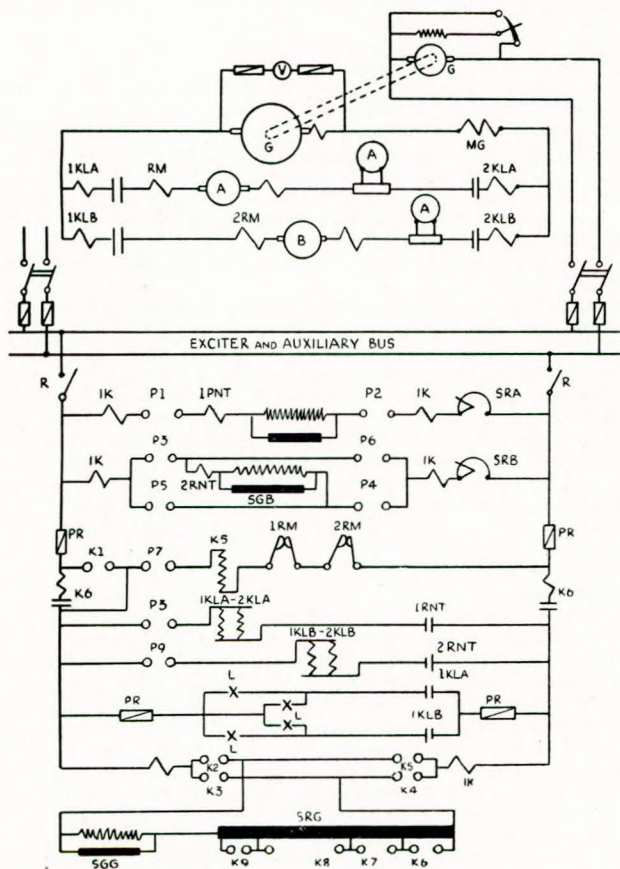 V
G
G
MG
1KLA RM A A 2KLA
1KLB 2RM B A 2KLB
EXCITER AND AUXILIARY BUS
R R
1K P1 1PNT P2 1K SRA
P3 P6 1K SRB
1K 2RNT
P5 SGB P4
PR PR
K1 P7 K5 1RM 2RM
K6 K6
P5 1KLA-2KLA 1RNT
P9 1KLB-2KLB 2RNT
L 1KLA
PR L PR
L 1KLB
K2 K5
K3 K4 1K
SRG
SGG K9 K8 K7 K6